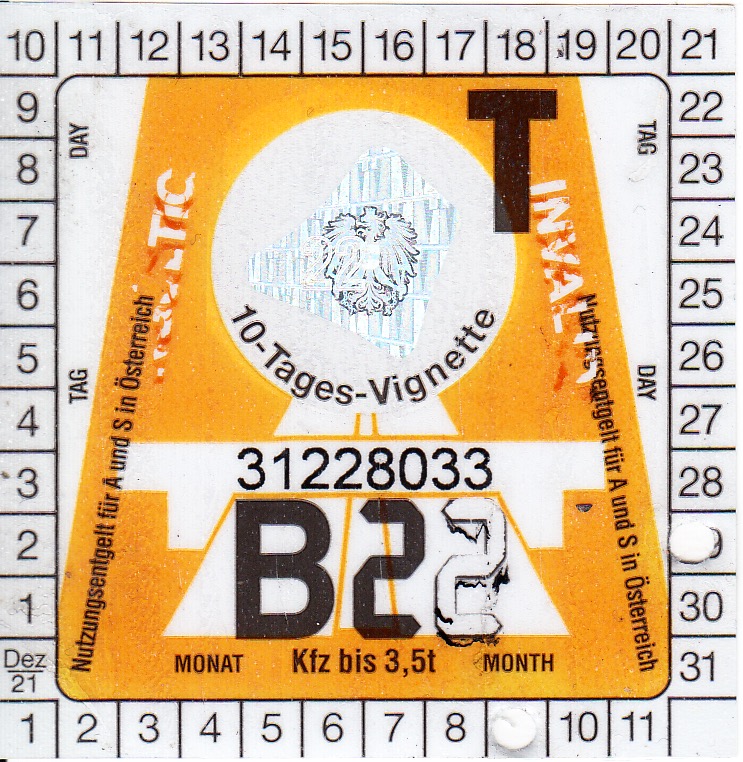 10 11 12 13 14 15 16 17 18 19 20 21
9 DAY T TAG 22
8 23
7 INVAL 24
6 25
5 TAG DAY 26
4 10-Tages-Vignette 27
3 31228033 28
2 B22
1 30
Nutzungsentgelt für A und S in Österreich
Nutzungsentgelt für A und S in Österreich
Dez 21 MONAT Kfz bis 3,5t MONTH 31
1 2 3 4 5 6 7 8 10 11